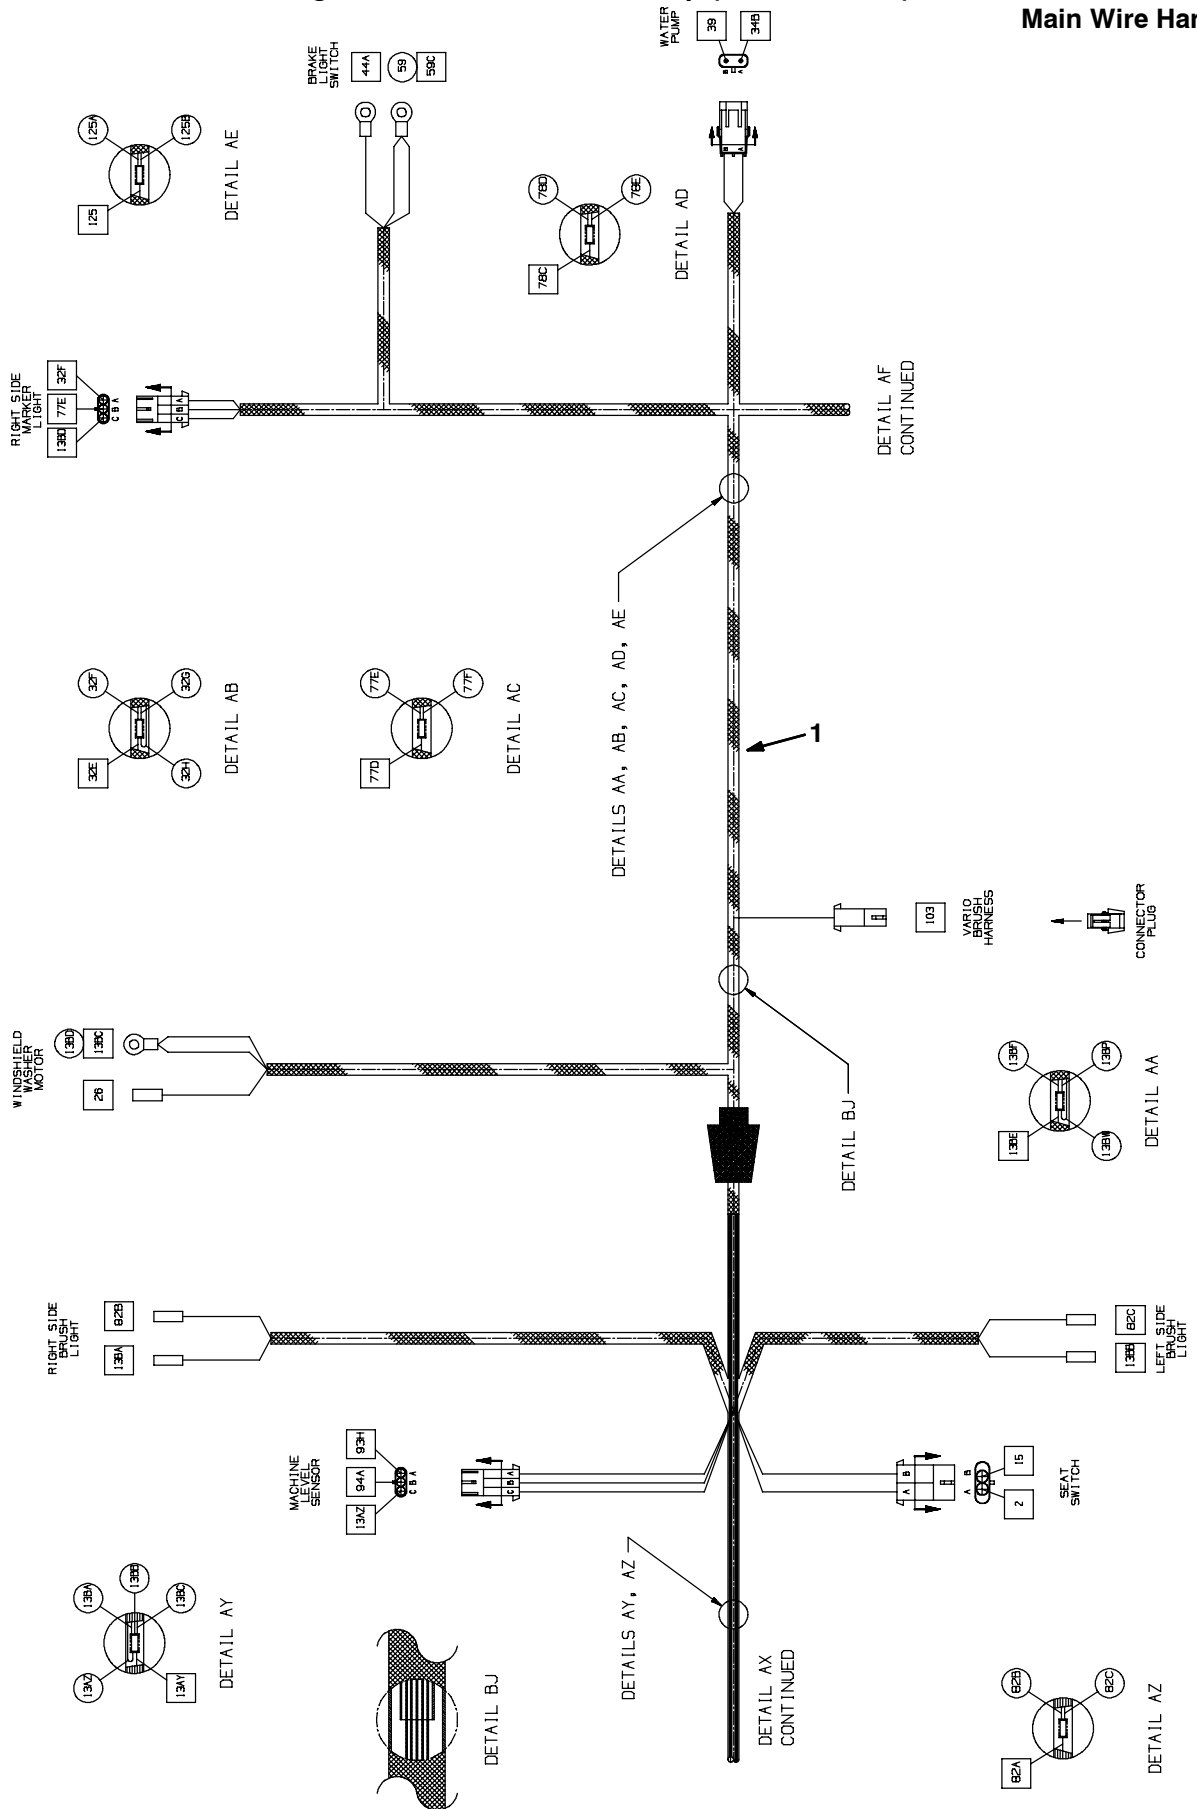 Main Wire Har
WATER
PUMP
39
34B
B
A
B
A
BRAKE
LIGHT
SWITCH
44A
59
59C
125A
125B
125
DETAIL AE
78D
78E
78C
DETAIL AD
RIGHT SIDE
MARKER
LIGHT
32F
77E
13BD
C B A
C B A
DETAIL AF
CONTINUED
DETAILS AA, AB, AC, AD, AE
32F
32G
32E
32H
DETAIL AB
77E
77F
77D
DETAIL AC
1
103
VARIO
BRUSH
HARNESS
CONNECTOR
PLUG
WINDSHIELD
WASHER
MOTOR
13BD
13BC
26
DETAIL BJ
13BF
13BP
13BE
13BW
DETAIL AA
RIGHT SIDE
BRUSH
LIGHT
82B
13BA
82C
13BB
LEFT SIDE
BRUSH
LIGHT
MACHINE
LEVEL
SENSOR
93H
94A
13AZ
C B A
C B A
A B
A B
15
2
SEAT
SWITCH
13BA
13BB
13BC
13AZ
13AY
DETAIL AY
DETAIL BJ
DETAILS AY, AZ
DETAIL AX
CONTINUED
82B
82C
82A
DETAIL AZ